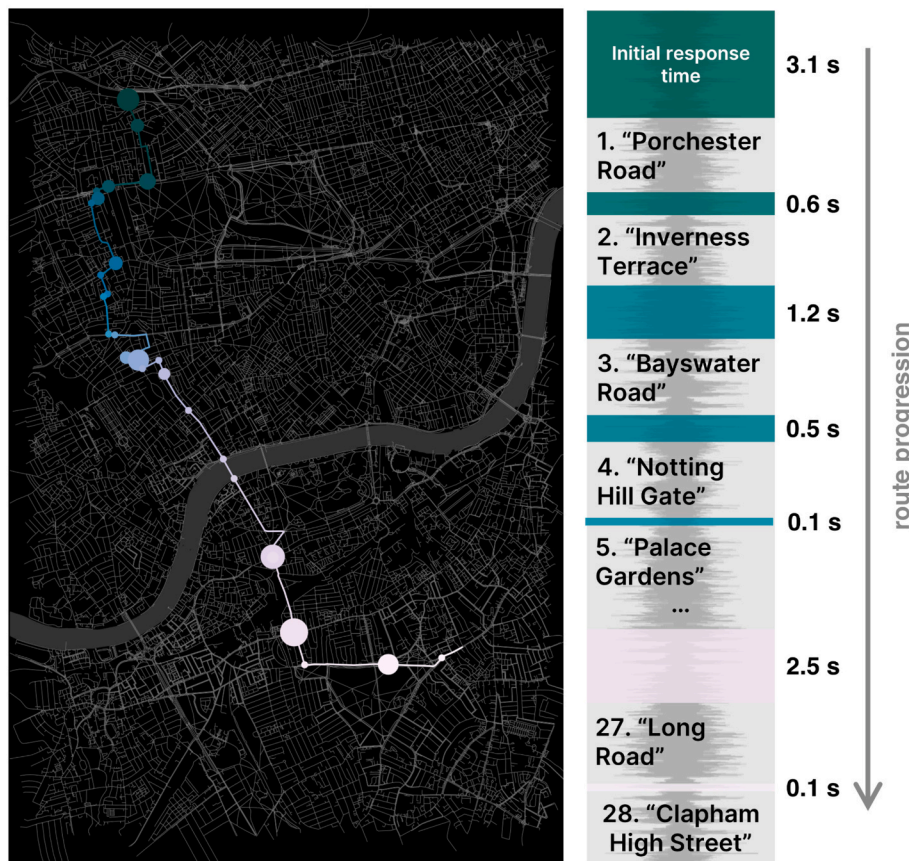 Initial response
time
3.1 s
1. “Porchester
Road”
0.6 s
2. “Inverness
Terrace”
1.2 s
3. “Bayswater
Road”
0.5 s
4. “Notting
Hill Gate”
0.1 s
5. “Palace
Gardens”
...
2.5 s
27. “Long
Road”
0.1 s
28. “Clapham
High Street”
route progression